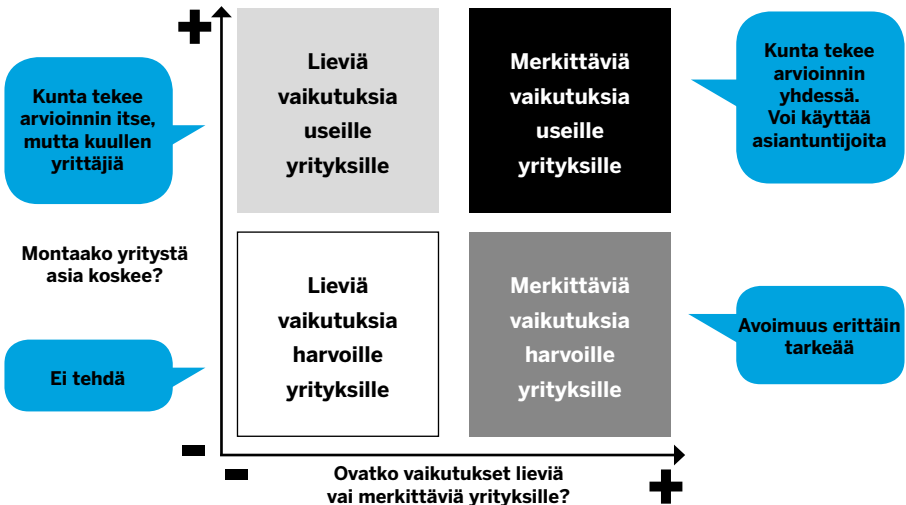 Kunta tekee
arvioinnin itse,
mutta kuullen
yrittäjiä
Lieviä
vaikutuksia
useille
yrityksille
Merkittäviä
vaikutuksia
useille
yrityksille
Kunta tekee
arvioinnin
yhdessä.
Voi käyttää
asiantuntijoita
Montaako yritystä
asia koskee?
Ei tehdä
Lieviä
vaikutuksia
harvoille
yrityksille
Merkittäviä
vaikutuksia
harvoille
yrityksille
Avoimuus erittäin
tarkeää
Ovatko vaikutukset lieviä
vai merkittäviä yrityksille?